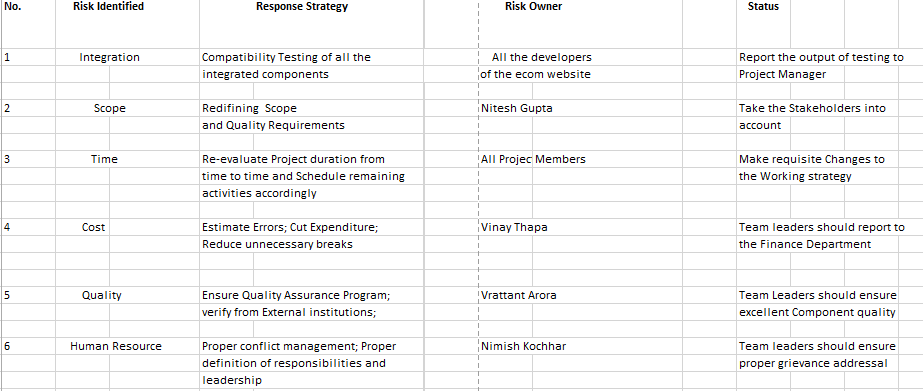 No. Risk Identified Response Strategy Risk Owner Status
1 Integration Compatibility Testing of all the All the developers Report the output of testing to
integrated components of the ecom website Project Manager
2 Scope Redifining Scope Nitesh Gupta Take the Stakeholders into
and Quality Requirements account
3 Time Re-evaluate Project duration from All Projec Members Make requisite Changes to
time to time and Schedule remaining the Working strategy
activities accordingly
4 Cost Estimate Errors; Cut Expenditure; Vinay Thapa Team leaders should report to
Reduce unnecessary breaks the Finance Department
5 Quality Ensure Quality Assurance Program; Vrattant Arora Team Leaders should ensure
verify from External institutions; excellent Component quality
6 Human Resource Proper conflict management; Proper Nimish Kochhar Team leaders should ensure
definition of responsibilities and proper grievance addressal
leadership